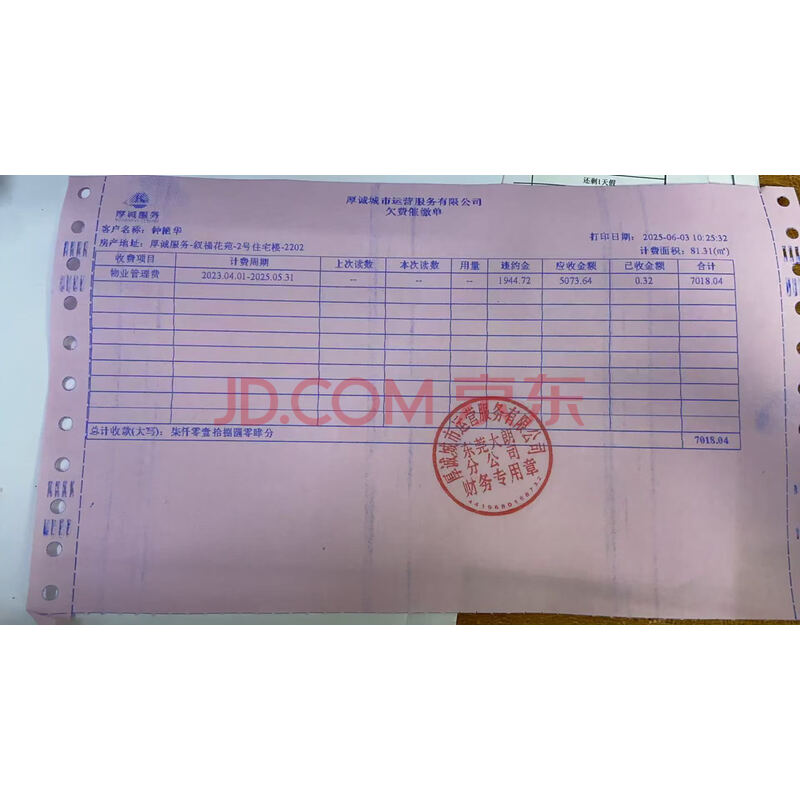 还剩1天假
厚诚服务
厚诚城市运营服务有限公司
欠费催缴单
客户名称: 钟艳华
打印日期: 2025-06-03 10:25:32
房产地址: 厚诚服务-叙福花苑-2号住宅楼-2202
计费面积: 81.31(㎡)
收费项目 计费周期 上次读数 本次读数 用量 违约金 应收金额 已收金额 合计
物业管理费 2023.04.01-2025.05.31 -- -- -- 1944.72 5073.64 0.32 7018.04
JD.COM 京东
总计收款(大写): 柒仟零壹拾捌圆零肆分 7018.04
厚诚城市运营服务有限公司
东莞大朗
分公司
财务专用章